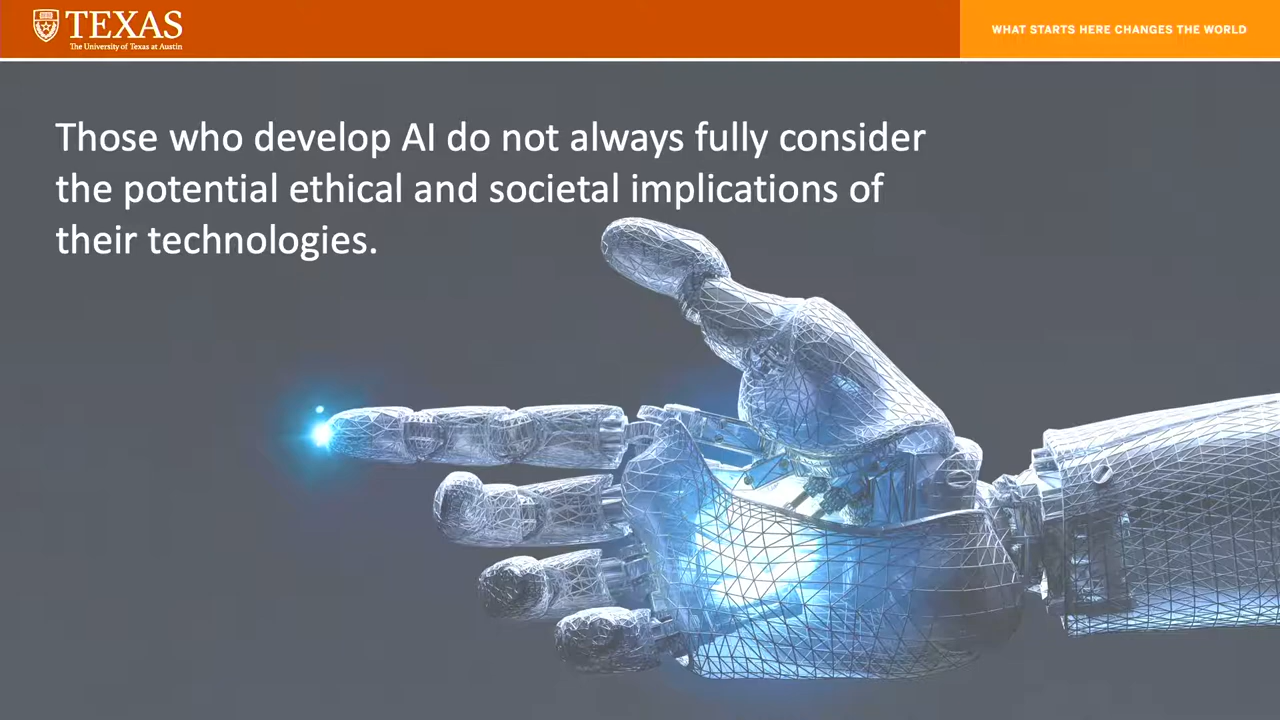 TEXAS
The University of Texas at Austin
WHAT STARTS HERE CHANGES THE WORLD
Those who develop AI do not always fully consider
the potential ethical and societal implications of
their technologies.